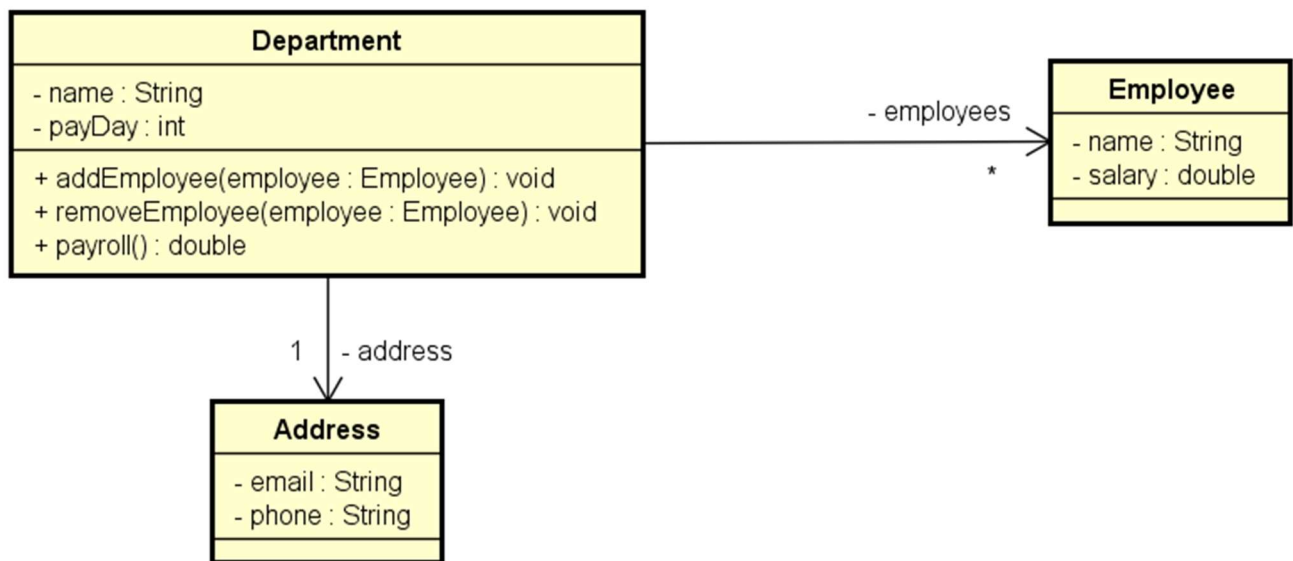 Department
- name : String
- payDay : int
+ addEmployee(employee : Employee) : void
+ removeEmployee(employee : Employee) : void
+ payroll() : double
- employees
*
Employee
- name : String
- salary : double
1 - address
Address
- email : String
- phone : String